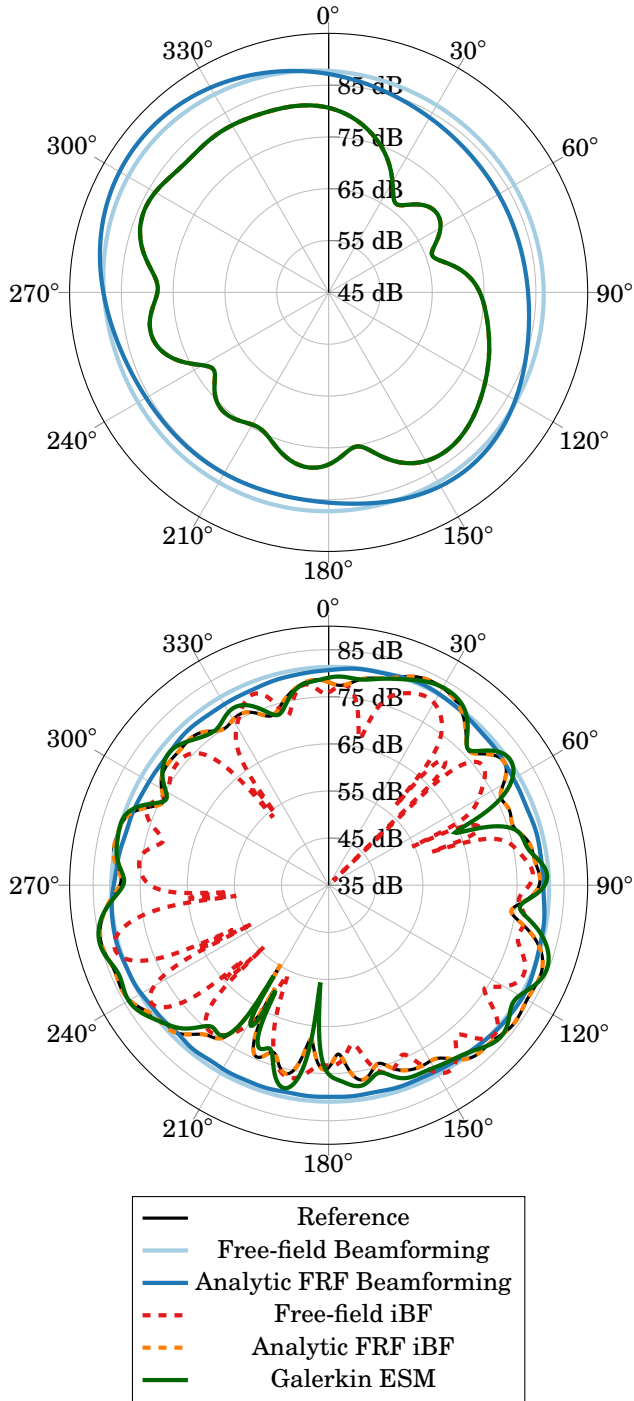 0°
330°
30°
85 dB
75 dB
300°
60°
65 dB
55 dB
270°
45 dB
90°
240°
120°
210°
150°
180°
0°
330°
30°
85 dB
75 dB
300°
60°
65 dB
55 dB
45 dB
270°
35 dB
90°
240°
120°
210°
150°
180°
Reference
Free-field Beamforming
Analytic FRF Beamforming
Free-field iBF
Analytic FRF iBF
Galerkin ESM